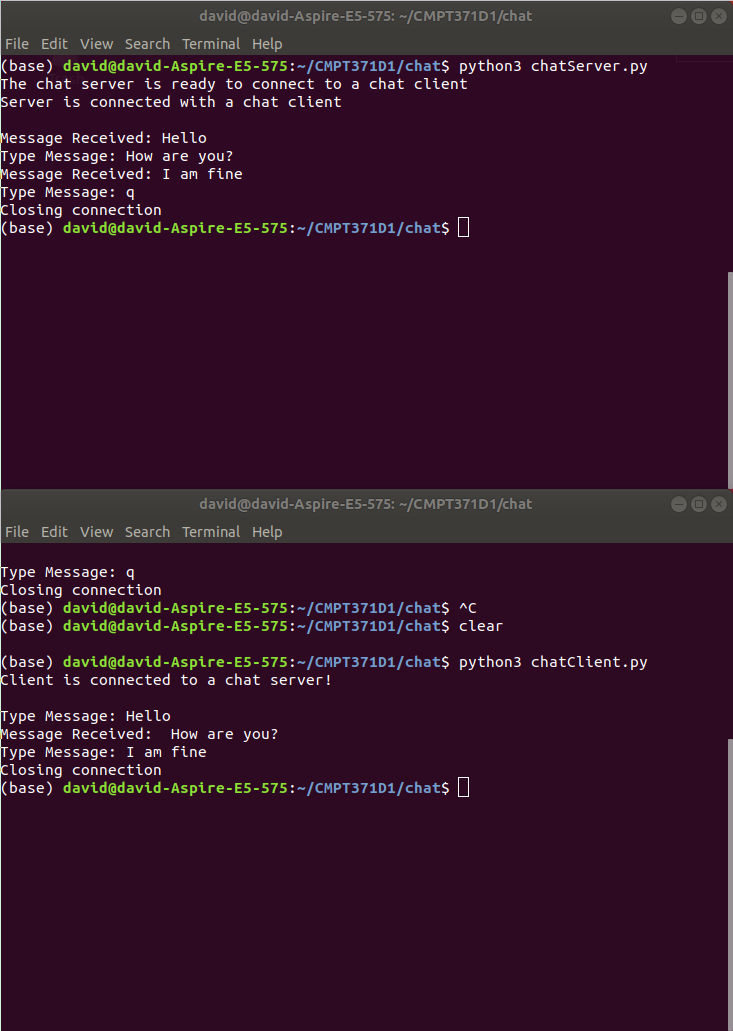 david@david-Aspire-E5-575: ~/CMPT371D1/chat
File Edit View Search Terminal Help
(base) david@david-Aspire-E5-575:~/CMPT371D1/chat$ python3 chatServer.py
The chat server is ready to connect to a chat client
Server is connected with a chat client
Message Received: Hello
Type Message: How are you?
Message Received: I am fine
Type Message: q
Closing connection
(base) david@david-Aspire-E5-575:~/CMPT371D1/chat$
david@david-Aspire-E5-575: ~/CMPT371D1/chat
File Edit View Search Terminal Help
Type Message: q
Closing connection
(base) david@david-Aspire-E5-575:~/CMPT371D1/chat$ ^C
(base) david@david-Aspire-E5-575:~/CMPT371D1/chat$ clear
(base) david@david-Aspire-E5-575:~/CMPT371D1/chat$ python3 chatClient.py
Client is connected to a chat server!
Type Message: Hello
Message Received:  How are you?
Type Message: I am fine
Closing connection
(base) david@david-Aspire-E5-575:~/CMPT371D1/chat$